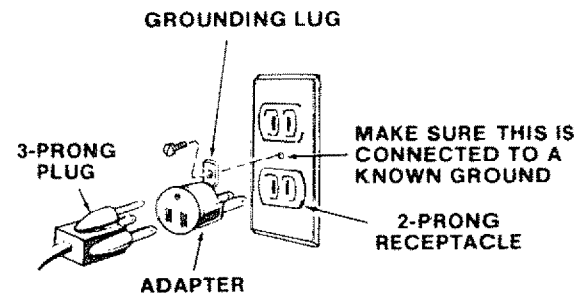 GROUNDING LUG
3-PRONG
PLUG
MAKE SURE THIS IS
CONNECTED TO A
KNOWN GROUND
2-PRONG
RECEPTACLE
ADAPTER